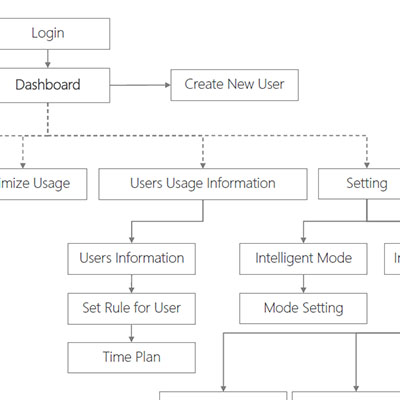 Login
Dashboard
Create New User
Usage
Users Usage Information
Setting
Users Information
Intelligent Mode
Set Rule for User
Mode Setting
Time Plan